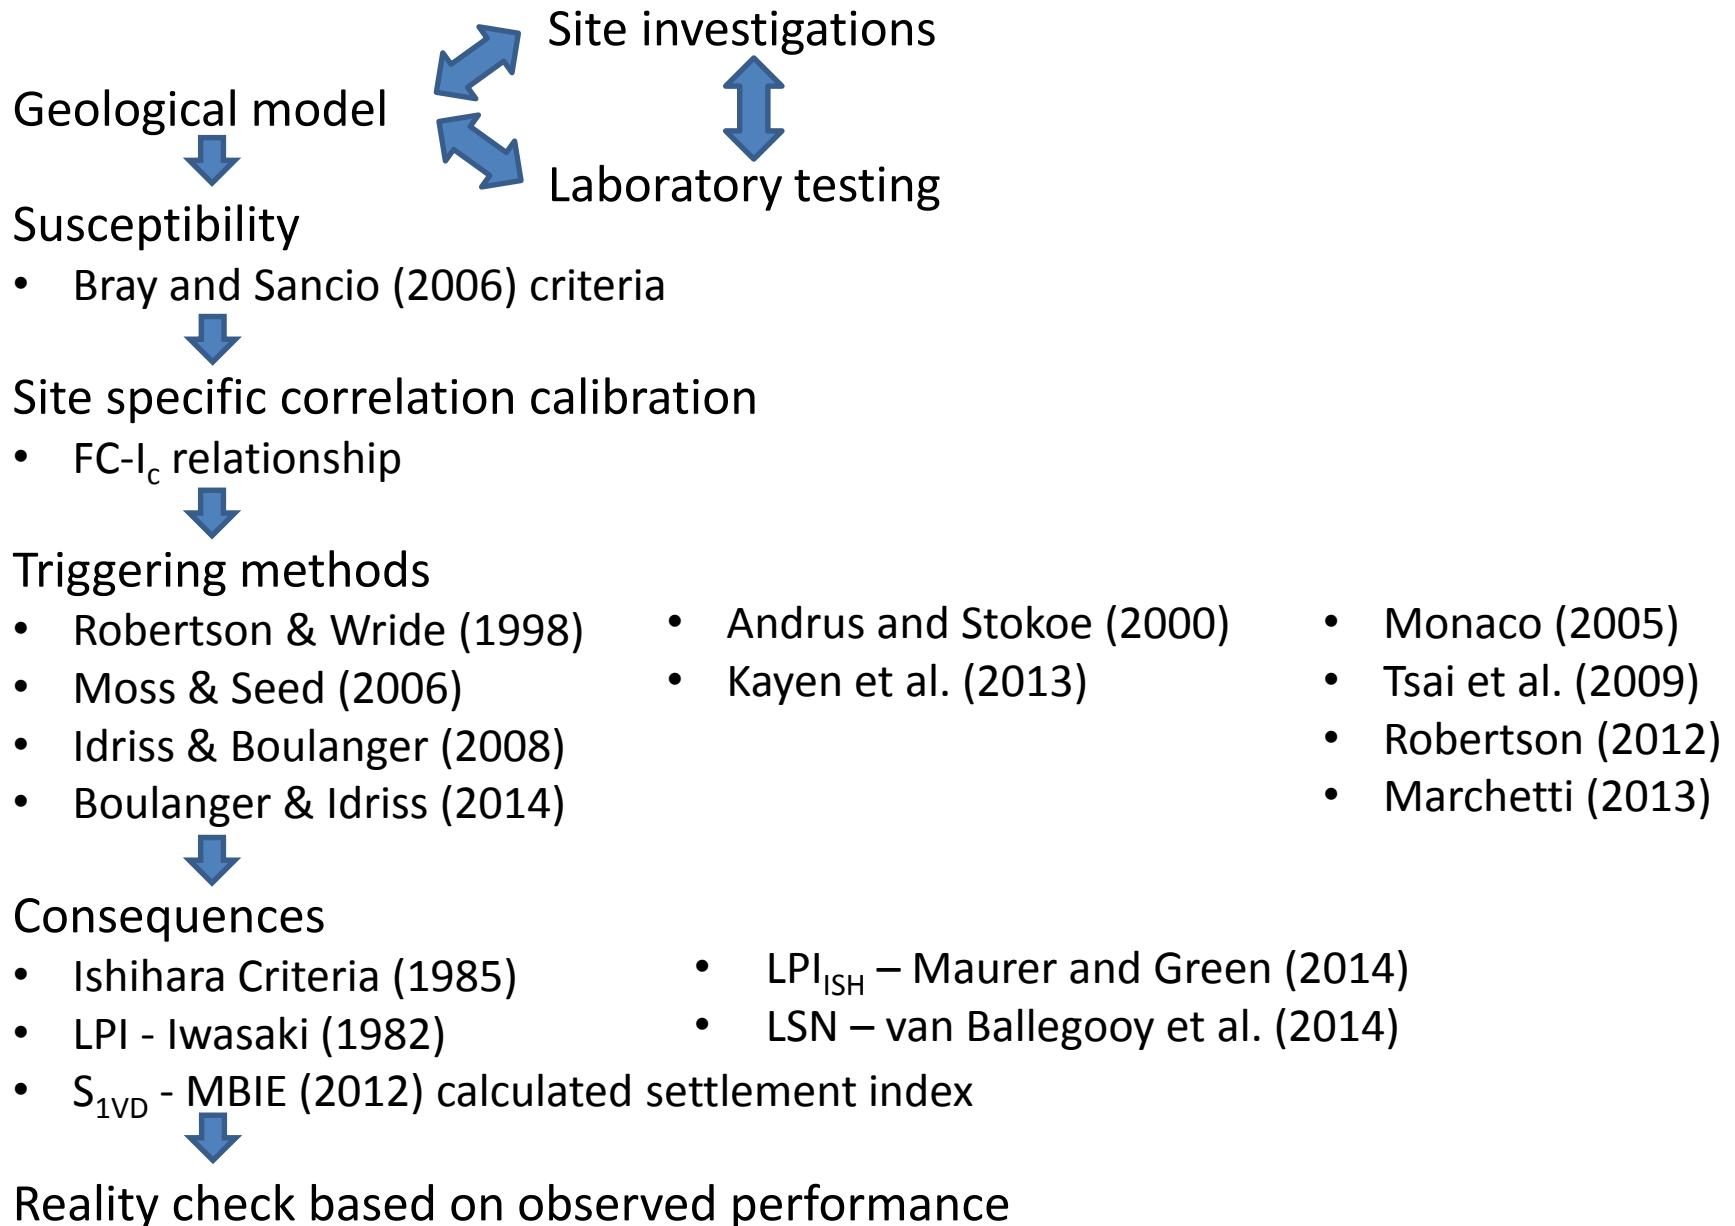 Site investigations
Geological model
Laboratory testing
Susceptibility
• Bray and Sancio (2006) criteria
Site specific correlation calibration
• FC-Ic relationship
Triggering methods
• Robertson & Wride (1998)
• Moss & Seed (2006)
• Idriss & Boulanger (2008)
• Boulanger & Idriss (2014)
• Andrus and Stokoe (2000)
• Kayen et al. (2013)
• Monaco (2005)
• Tsai et al. (2009)
• Robertson (2012)
• Marchetti (2013)
Consequences
• Ishihara Criteria (1985)
• LPI - Iwasaki (1982)
• S1VD - MBIE (2012) calculated settlement index
• LPIISH – Maurer and Green (2014)
• LSN – van Ballegooy et al. (2014)
Reality check based on observed performance